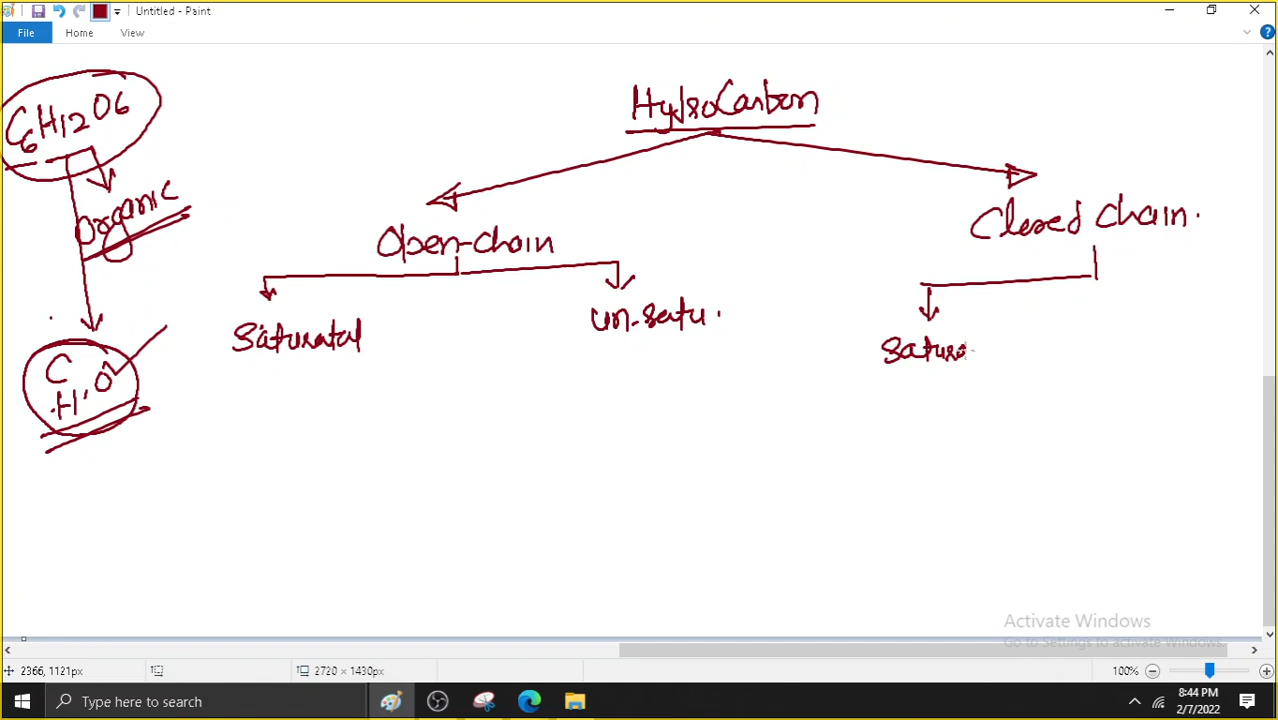 Untitled - Paint
File Home View
C6H12O6
HydroCarbon
organic
Open-chain
Closed chain.
Saturated
un-satu.
Satura
C
H' O
Activate Windows
Go to Settings to activate Windows.
2366, 1121px
2720 × 1430px
100%
Type here to search
8:44 PM
2/7/2022